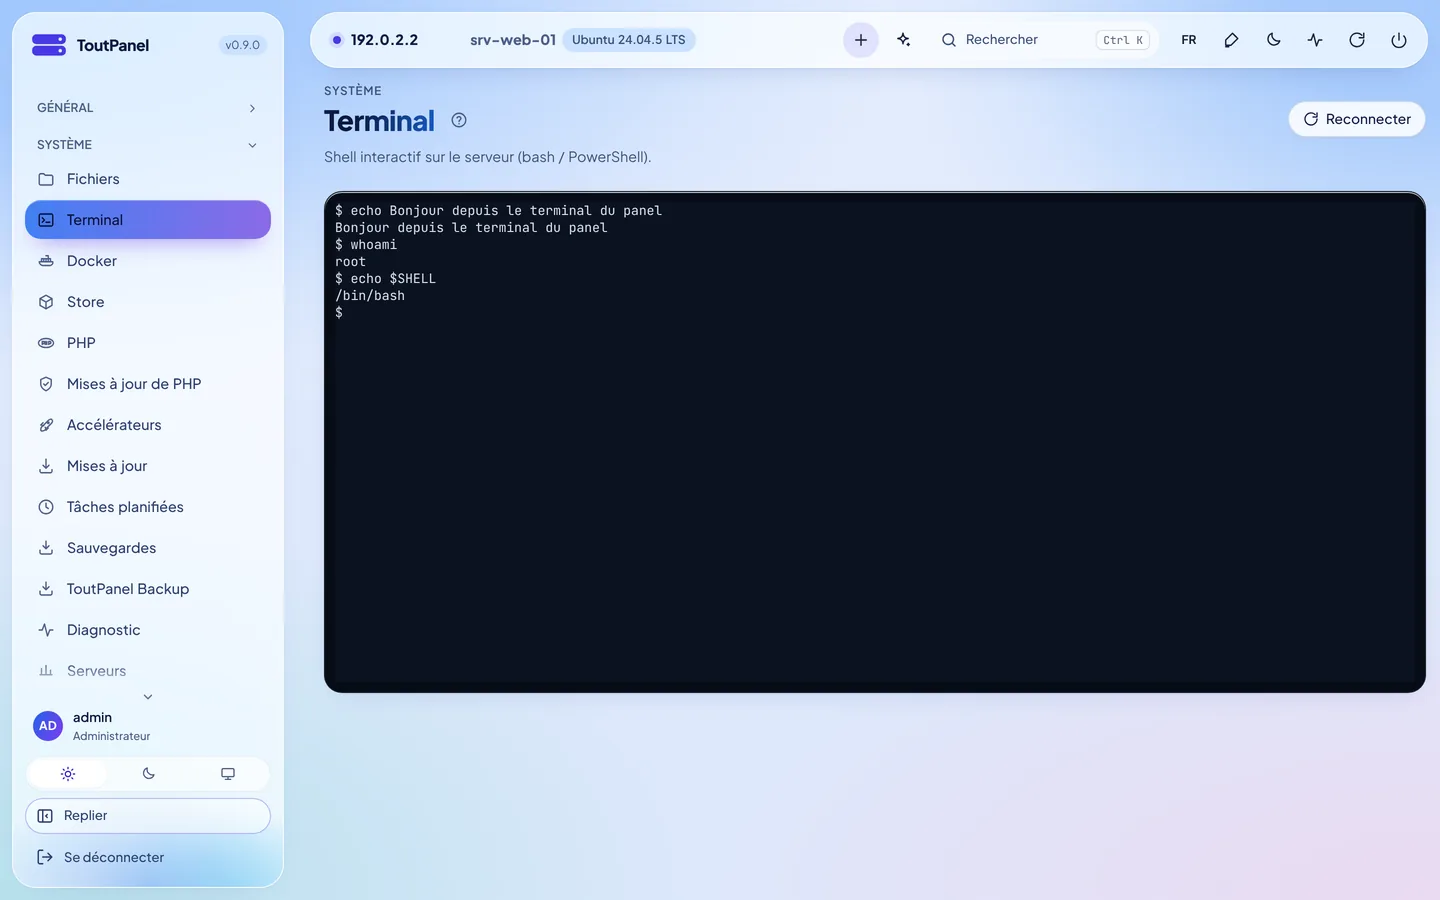 ToutPanel
v0.9.0
GÉNÉRAL
SYSTÈME
Fichiers
Terminal
Docker
Store
PHP
Mises à jour de PHP
Accélérateurs
Mises à jour
Tâches planifiées
Sauvegardes
ToutPanel Backup
Diagnostic
Serveurs
AD
admin
Administrateur
Replier
Se déconnecter
192.0.2.2
srv-web-01
Ubuntu 24.04.5 LTS
Rechercher
Ctrl K
FR
SYSTÈME
Terminal
Reconnecter
Shell interactif sur le serveur (bash / PowerShell).
$ echo Bonjour depuis le terminal du panel
Bonjour depuis le terminal du panel
$ whoami
root
$ echo $SHELL
/bin/bash
$